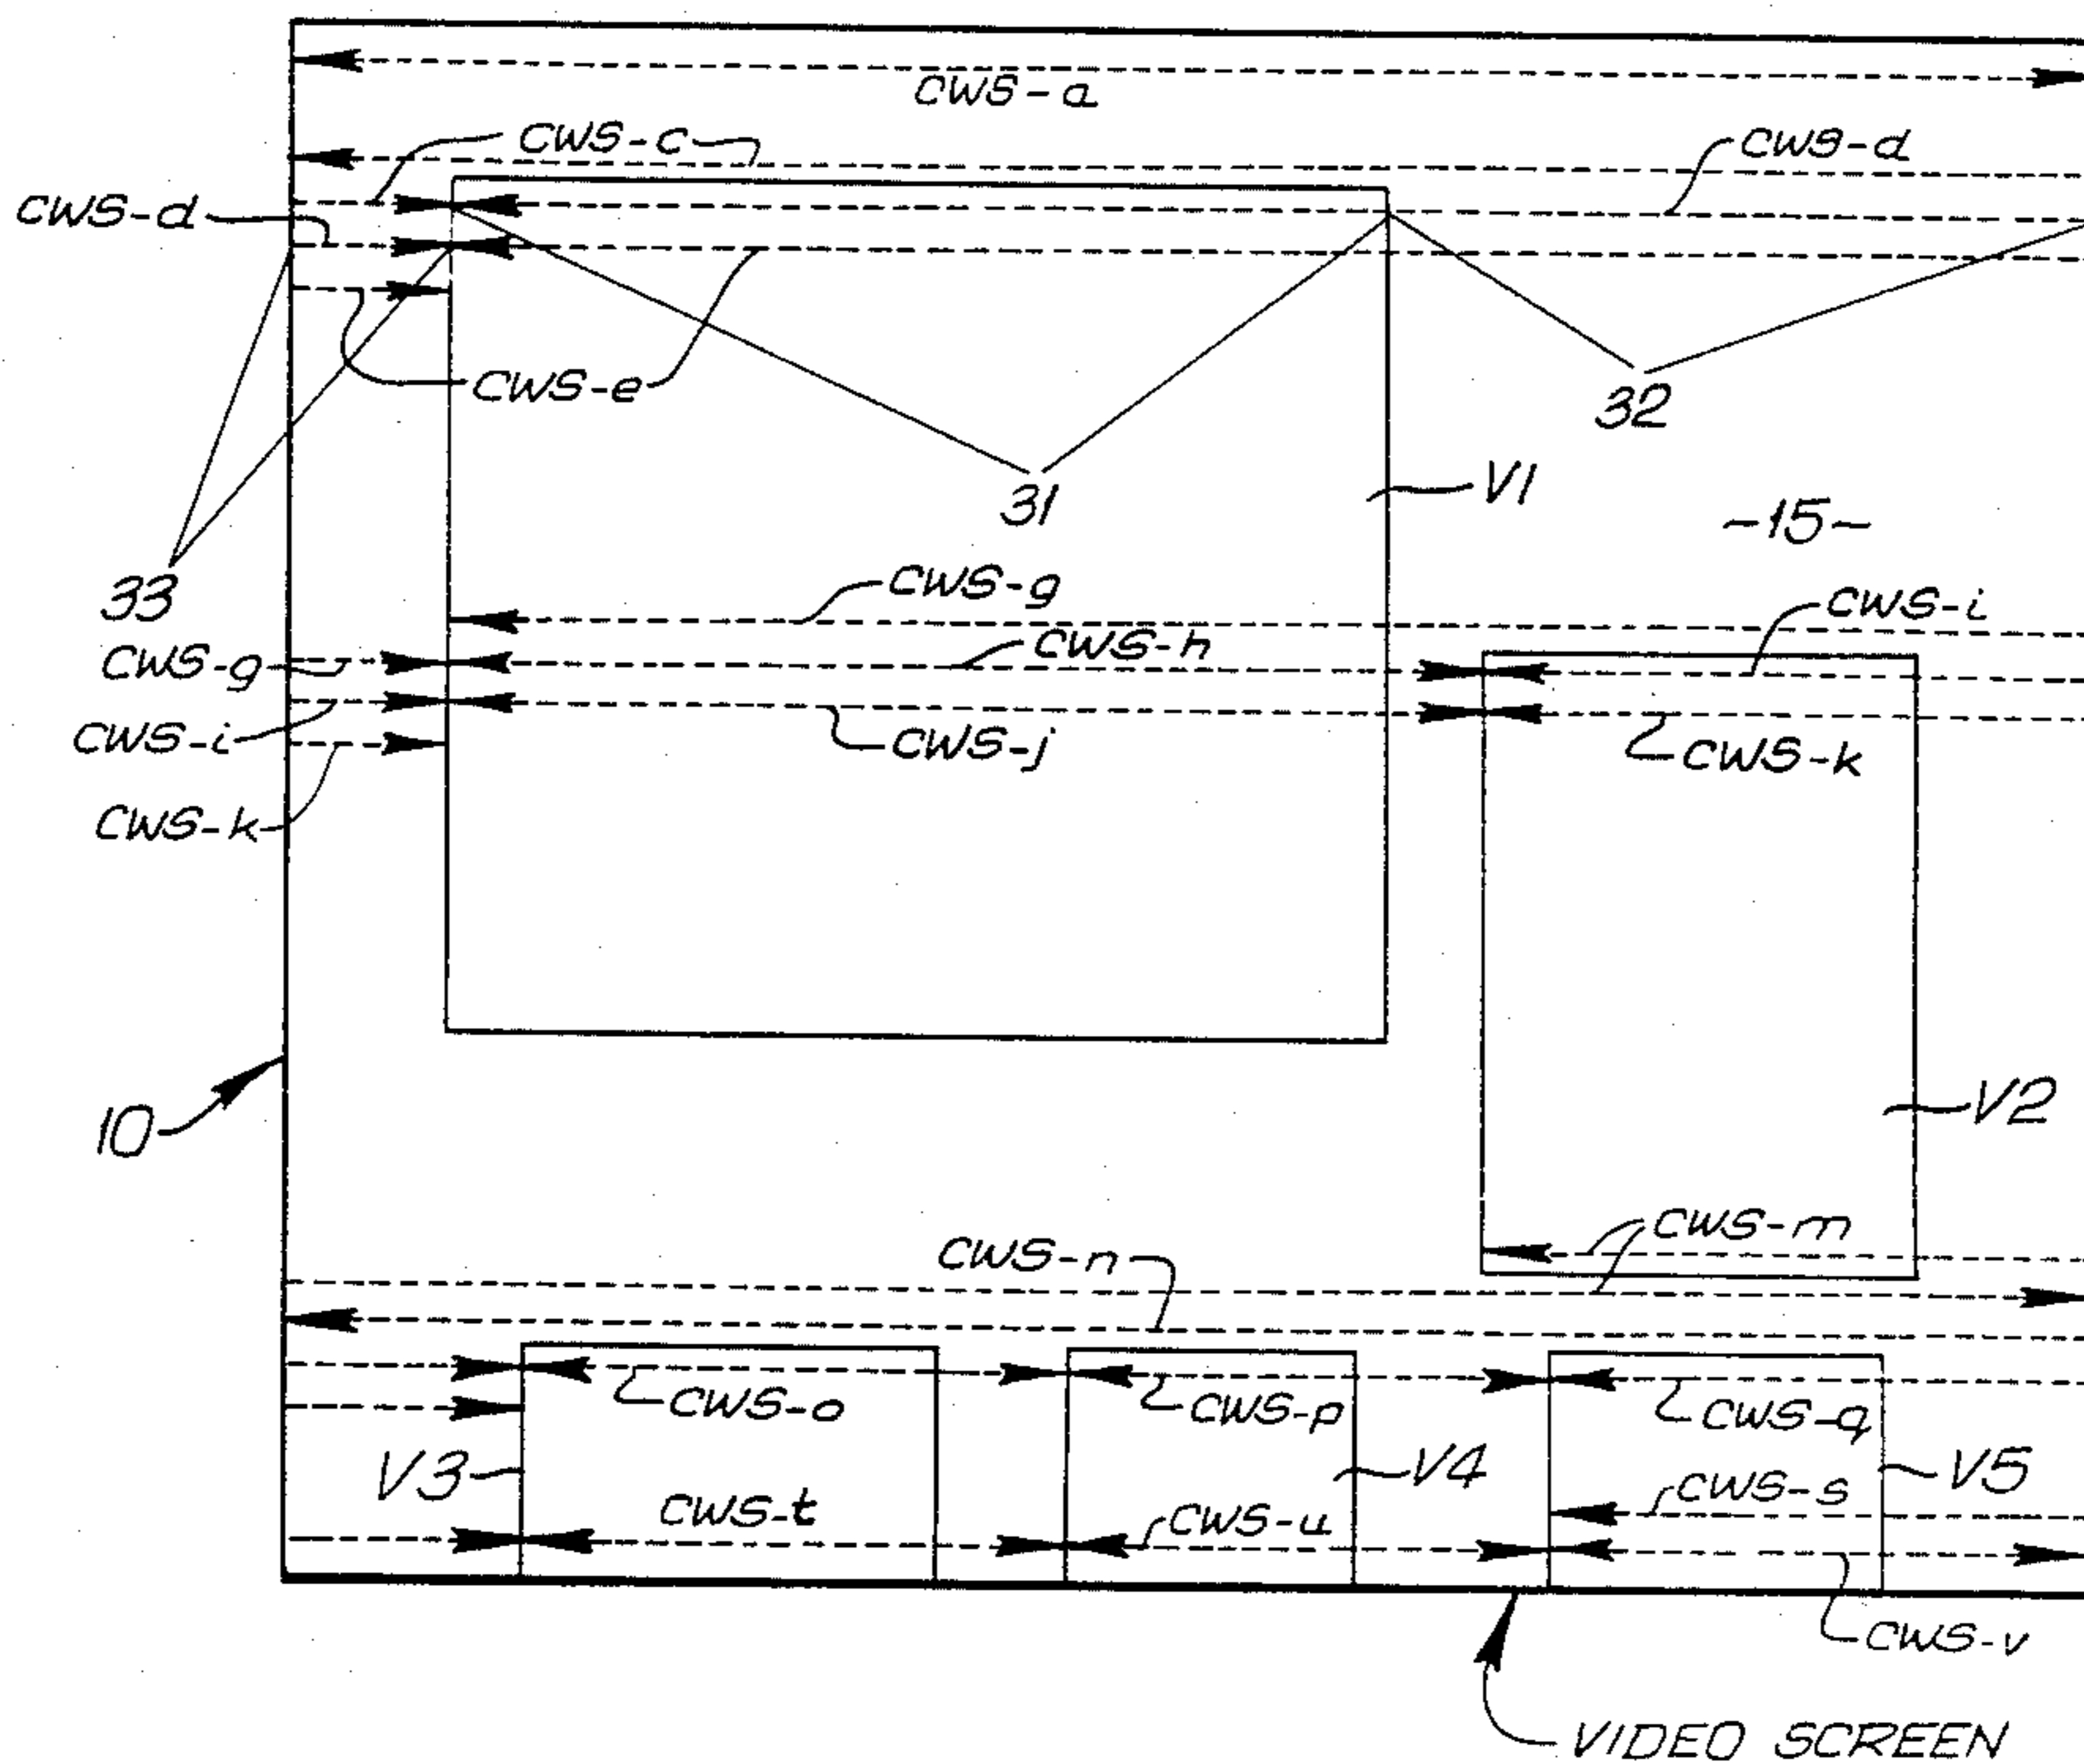 CWS-a
CWS-c
CWS-d
CWS-d
CWS-e
32
31
V1
-15-
33
CWS-g
CWS-i
CWS-h
CWS-g
CWS-i
CWS-j
CWS-k
CWS-k
10
V2
CWS-m
CWS-n
CWS-o
CWS-p
CWS-q
V3
V4
V5
CWS-s
CWS-t
CWS-u
CWS-v
VIDEO SCREEN